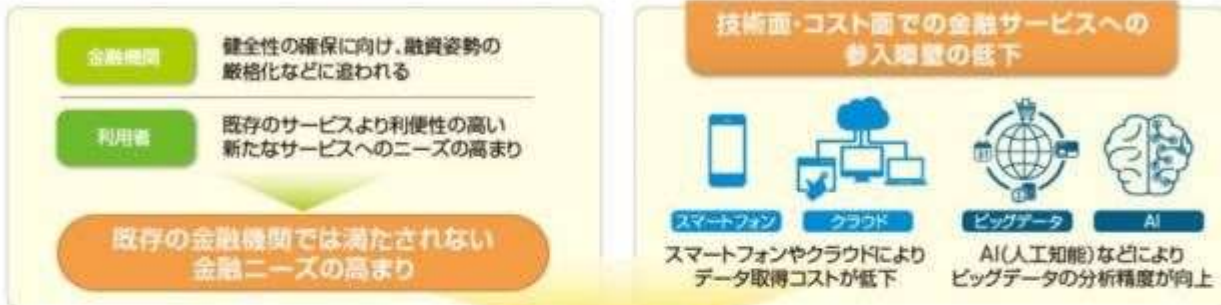 金融機関
健全性の確保に向け、融資姿勢の
厳格化などに追われる
利用者
既存のサービスより利便性の高い
新たなサービスへのニーズの高まり
既存の金融機関では満たされない
金融ニーズの高まり
技術面・コスト面での金融サービスへの
参入障壁の低下
スマートフォン
クラウド
ビッグデータ
AI
スマートフォンやクラウドにより
データ取得コストが低下
AI(人工知能)などにより
ビッグデータの分析精度が向上